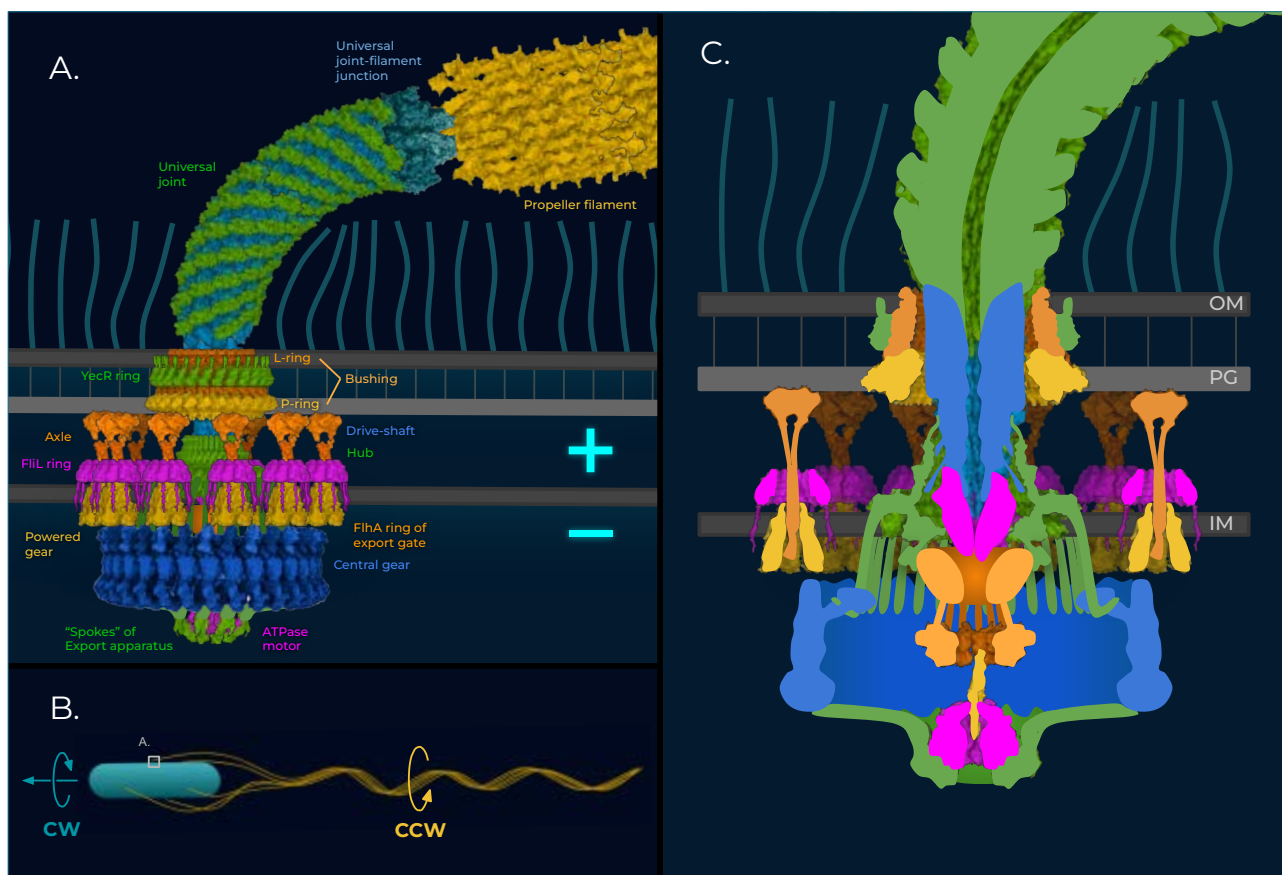 A.
Universal
joint-filament
junction
Universal
joint
Propeller filament
L-ring
YecR ring
Bushing
P-ring
Axle
Drive-shaft
FliL ring
Hub
+
Powered
gear
FlhA ring of
export gate
−
Central gear
“Spokes” of
Export apparatus
ATPase
motor
B.
A.
CW
CCW
C.
OM
PG
IM